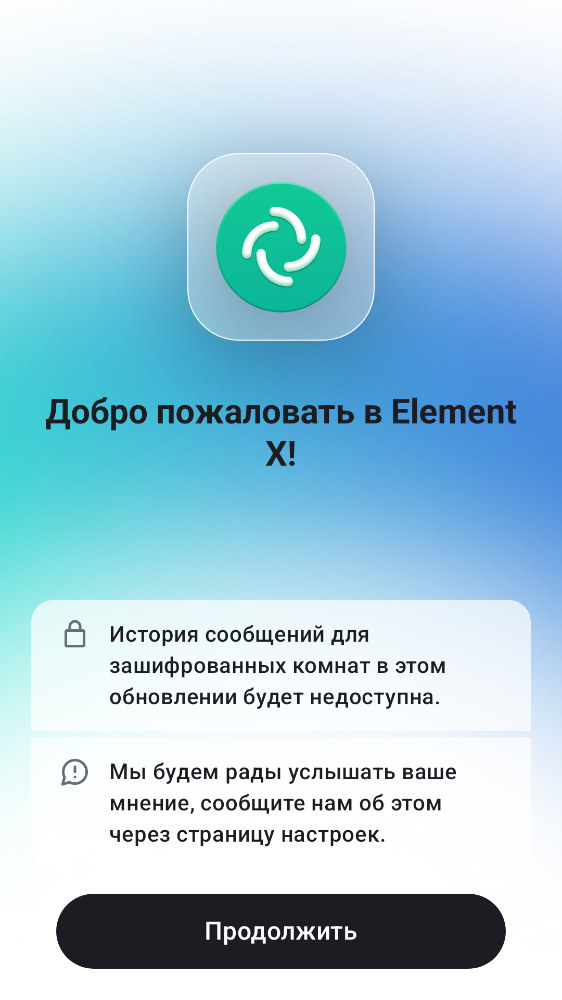 Добро пожаловать в Element
X!
История сообщений для
зашифрованных комнат в этом
обновлении будет недоступна.
Мы будем рады услышать ваше
мнение, сообщите нам об этом
через страницу настроек.
Продолжить